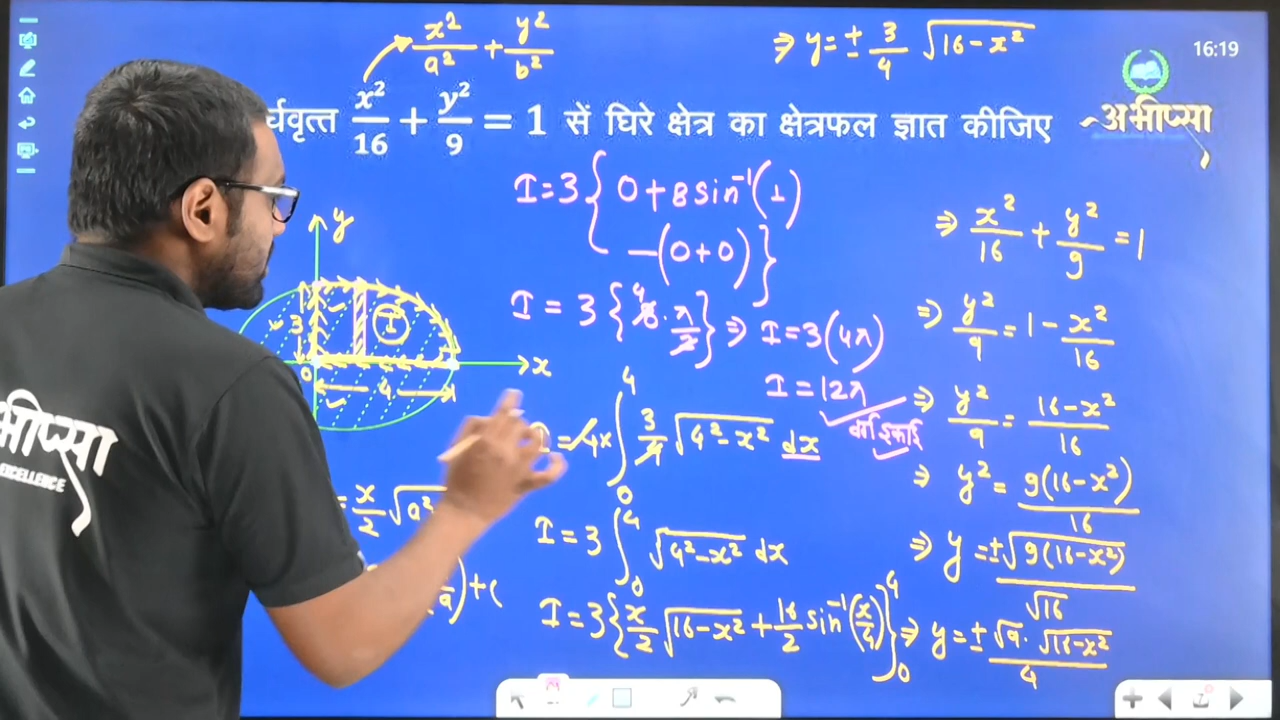 x²/a² + y²/b²
⇒ y = ± 3/4 √(16-x²)
16:19
र्घवृत्त x²/16 + y²/9 = 1 सें घिरे क्षेत्र का क्षेत्रफल ज्ञात कीजिए
अभीप्सा
I = 3 { 0 + 8 sin⁻¹(1)
- (0+0) }
I = 3 { 8 · π/2 } ⇒ I = 3(4π)
4
I = 12π
वर्ग इकाई
y
3
I
0
4
x
= 4× ∫₀⁴ 3/4 √(4²-x²) dx
I = 3 ∫₀⁴ √(4²-x²) dx
I = 3 { x/2 √(16-x²) + 16/2 sin⁻¹(x/4) }₀⁴
= x/2 √a²
) + c
⇒ x²/16 + y²/9 = 1
⇒ y²/9 = 1 - x²/16
⇒ y²/9 = 16-x²/16
⇒ y² = 9(16-x²)/16
⇒ y = ±√9(16-x²)/√16
⇒ y = ± √9 · √16-x²/4
भीप्सा
EXCELLENCE